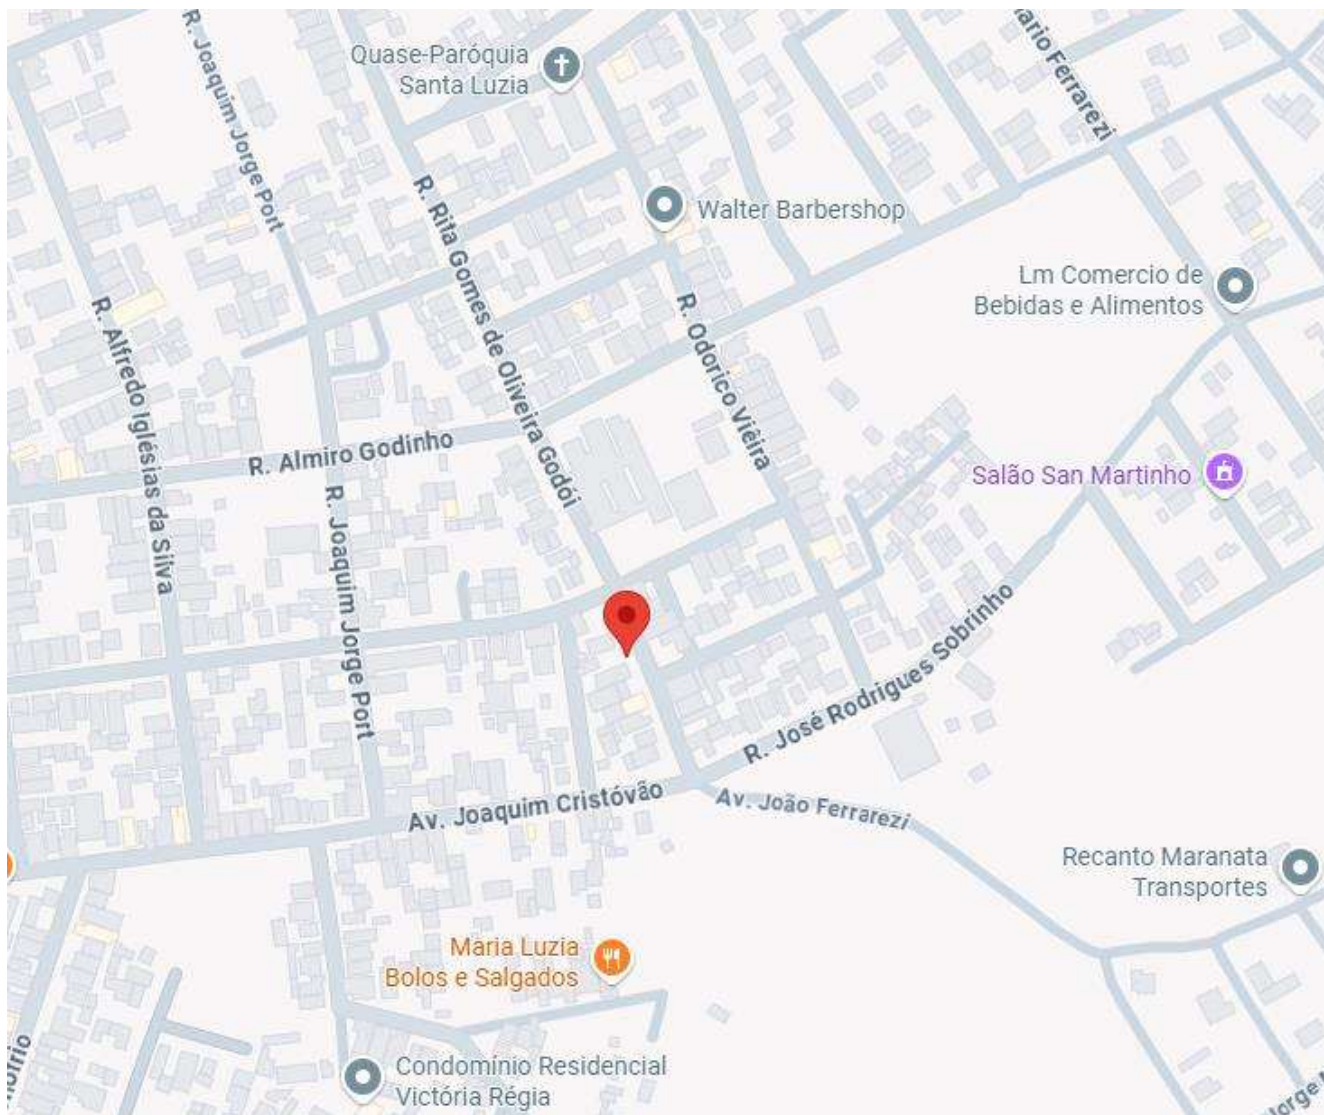 R. Joaquim Jorge Port
Quase-Paróquia
Santa Luzia
Ferrarezi
R. Rita Gomes de Oliveira Godói
Walter Barbershop
Lm Comercio de
Bebidas e Alimentos
R. Alfredo Iglésias da Silva
R. Odorico Viêira
R. Almiro Godinho
Salão San Martinho
R. Joaquim Jorge Port
R. José Rodrigues Sobrinho
Av. Joaquim Cristóvão
Av. João Ferrarezi
Recanto Maranata
Transportes
Maria Luzia
Bolos e Salgados
Condomínio Residencial
Victória Régia